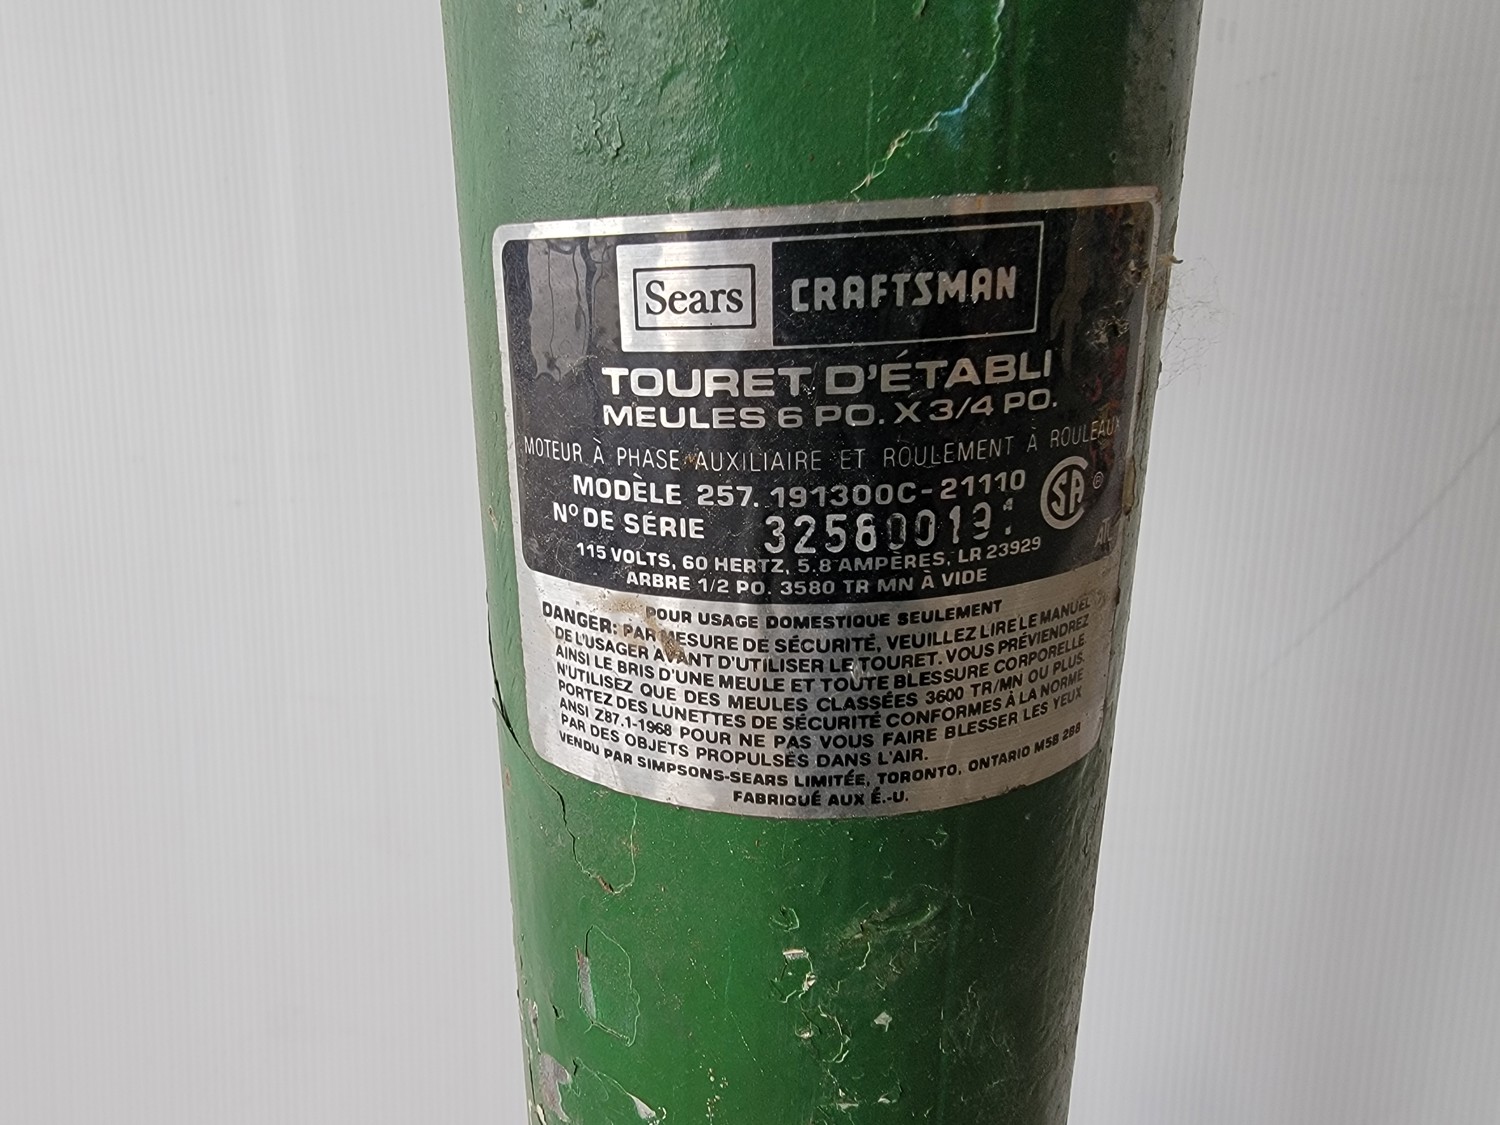 Sears CRAFTSMAN
TOURET D'ÉTABLI
MEULES 6 PO. X 3/4 PO.
MOTEUR À PHASE AUXILIAIRE ET ROULEMENT À ROULEAUX
MODÈLE 257.191300C-21110
SA ®
N° DE SÉRIE
115 VOLTS, 60 HERTZ, 5.8 AMPÈRES, LR 23929
ARBRE 1/2 PO. 3580 TR MN À VIDE
POUR USAGE DOMESTIQUE SEULEMENT
DANGER: PAR MESURE DE SÉCURITÉ, VEUILLEZ LIRE LE MANUEL
DE L'USAGER AVANT D'UTILISER LE TOURET. VOUS PRÉVIENDREZ
AINSI LE BRIS D'UNE MEULE ET TOUTE BLESSURE CORPORELLE
N'UTILISEZ QUE DES MEULES CLASSÉES 3600 TR/MN OU PLUS.
PORTEZ DES LUNETTES DE SÉCURITÉ CONFORMES À LA NORME
ANSI Z87.1-1968 POUR NE PAS VOUS FAIRE BLESSER LES YEUX
PAR DES OBJETS PROPULSÉS DANS L'AIR.
VENDU PAR SIMPSONS-SEARS LIMITÉE, TORONTO, ONTARIO M5B 2B8
FABRIQUÉ AUX É.-U.